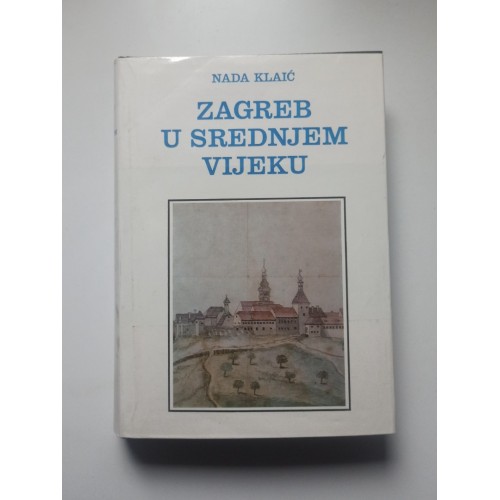 NADA KLAIĆ
ZAGREB
U SREDNJEM
VIJEKU